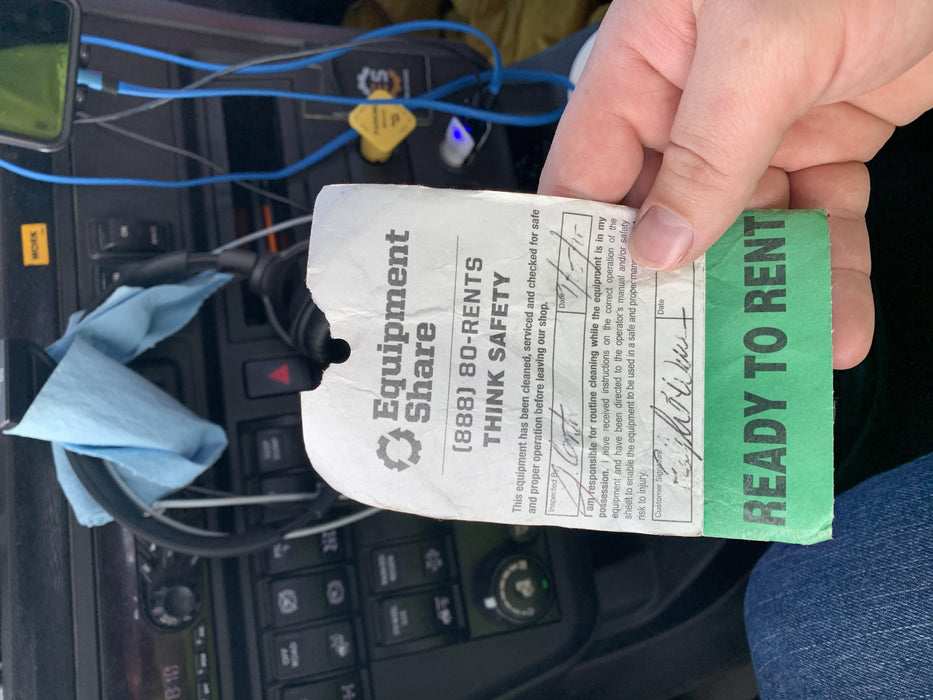 Equipment
Share
(888) 80-RENTS
THINK SAFETY
This equipment has been cleaned, serviced and checked for safe
and proper operation before leaving our shop.
Inspected By
Date
I am responsible for routine cleaning while the equipment is in my
possession. I have received instructions on the correct operation of the
equipment and have been directed to the operator's manual and/or safety
sheet to enable the equipment to be used in a safe and proper
risk to injury.
Customer Signature
Date
READY TO RENT
WORK
ON
OFF
BOARD